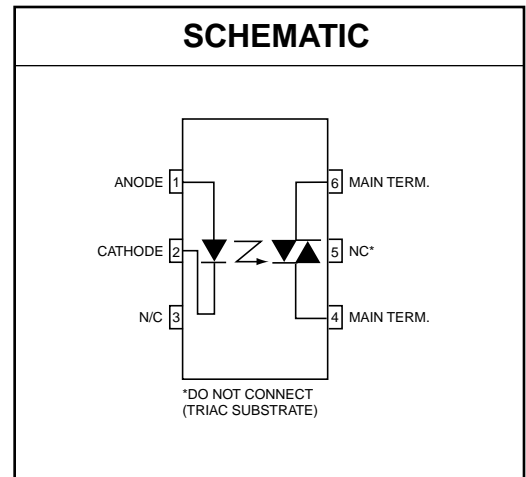 SCHEMATIC
ANODE 1
6 MAIN TERM.
CATHODE 2
5 NC*
N/C 3
4 MAIN TERM.
*DO NOT CONNECT
(TRIAC SUBSTRATE)